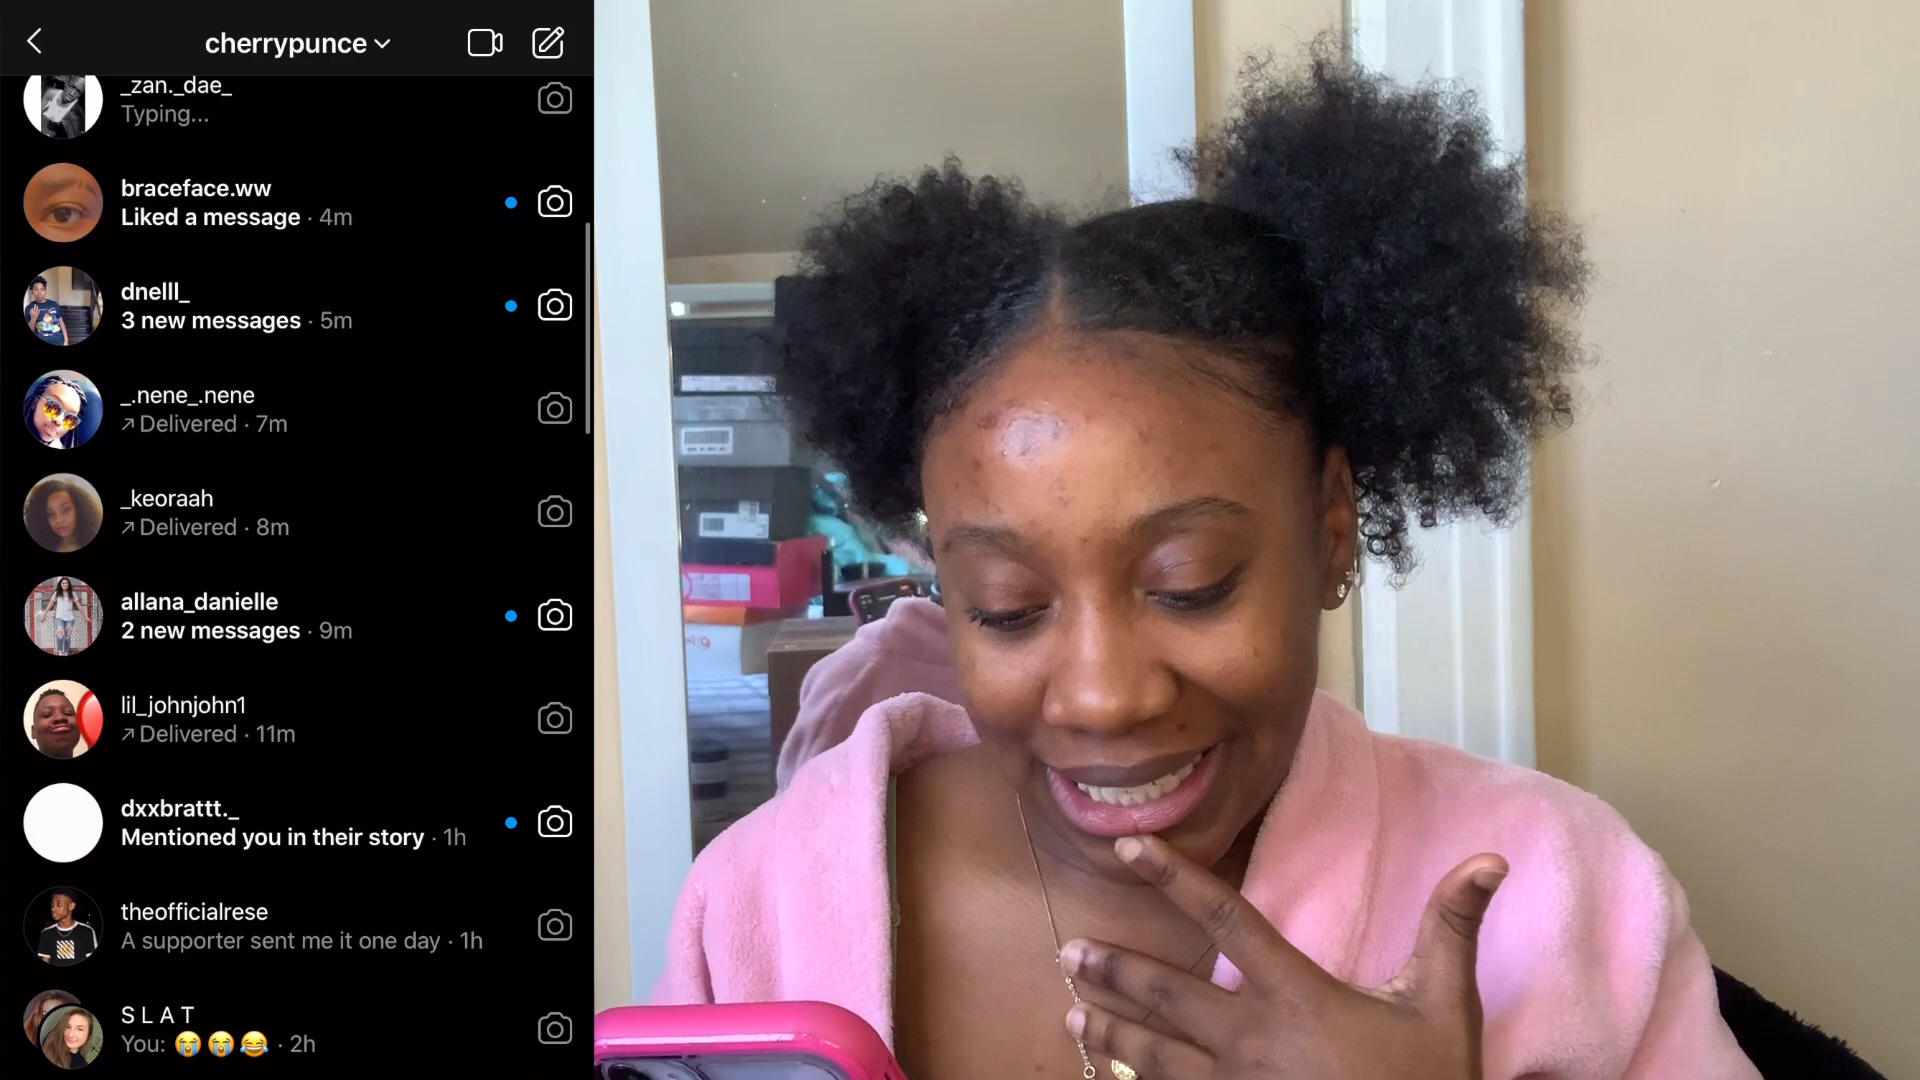 cherrypunce
_zan._dae_
Typing...
braceface.ww
Liked a message · 4m
dnelll_
3 new messages · 5m
_.nene_.nene
Delivered · 7m
_keoraah
Delivered · 8m
allana_danielle
2 new messages · 9m
lil_johnjohn1
Delivered · 11m
dxxbrattt._
Mentioned you in their story · 1h
theofficialrese
A supporter sent me it one day · 1h
S L A T
You: 😭😭😂 · 2h